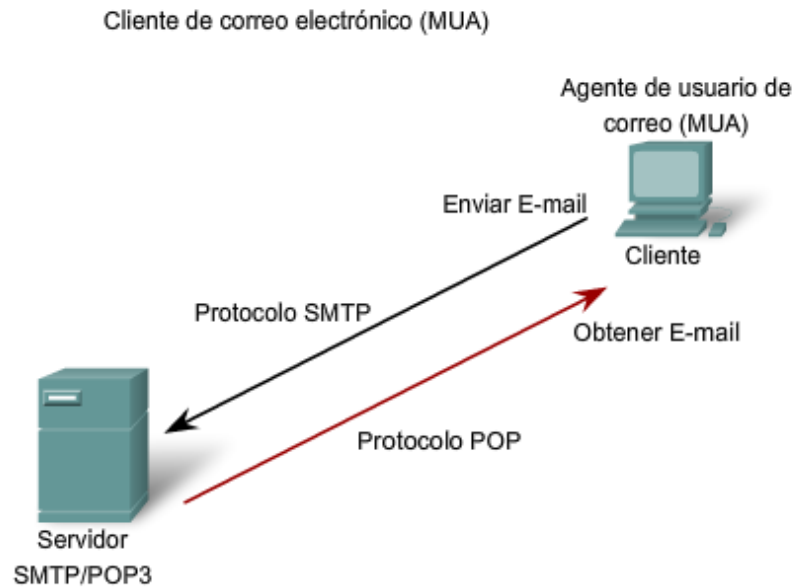 Cliente de correo electrónico (MUA)
Agente de usuario de
correo (MUA)
Enviar E-mail
Cliente
Protocolo SMTP
Obtener E-mail
Protocolo POP
Servidor
SMTP/POP3